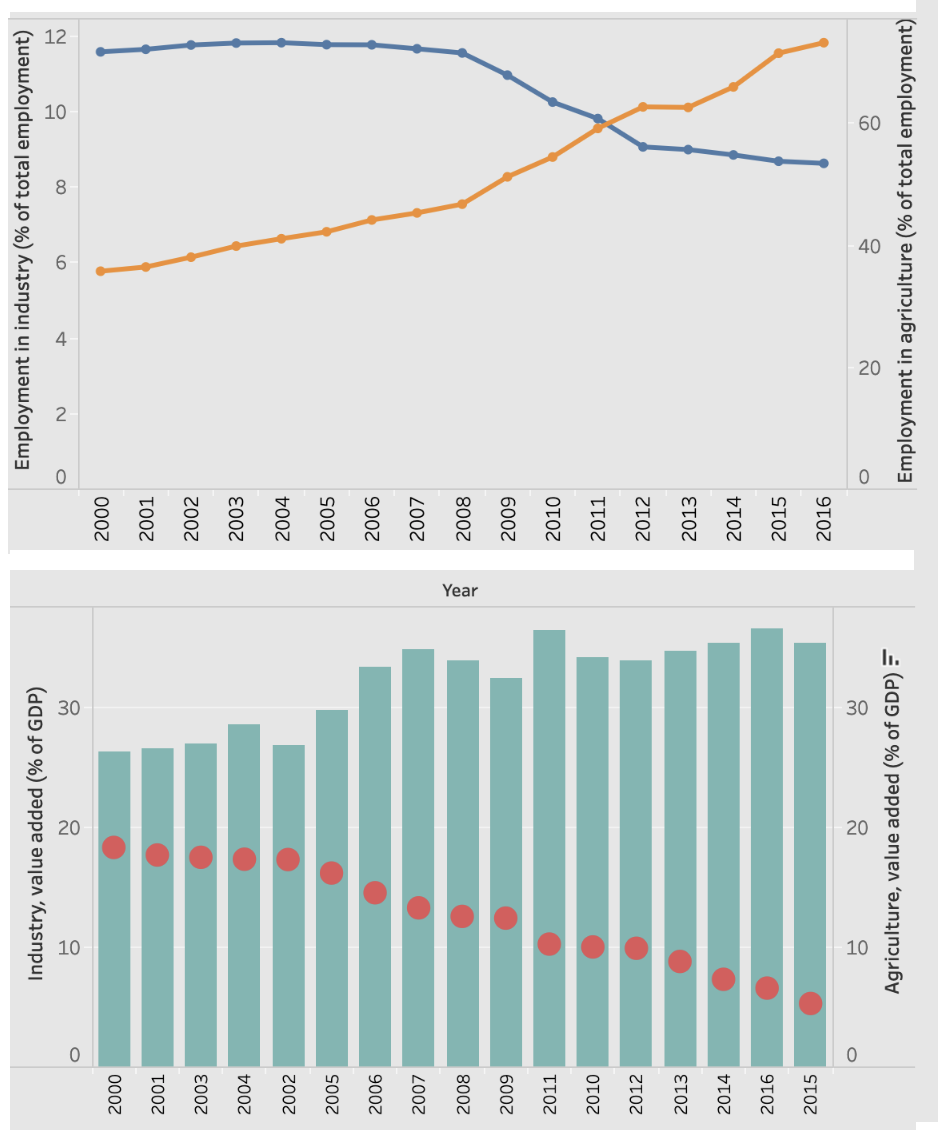 Employment in industry (% of total employment)
12
10
8
6
4
2
0
60
40
20
0
Employment in agriculture (% of total employment)
2000 2001 2002 2003 2004 2005 2006 2007 2008 2009 2010 2011 2012 2013 2014 2015 2016
Year
Industry, value added (% of GDP)
30
20
10
0
30
20
10
0
Agriculture, value added (% of GDP)
2000 2001 2003 2004 2002 2005 2006 2007 2008 2009 2011 2010 2012 2013 2014 2016 2015